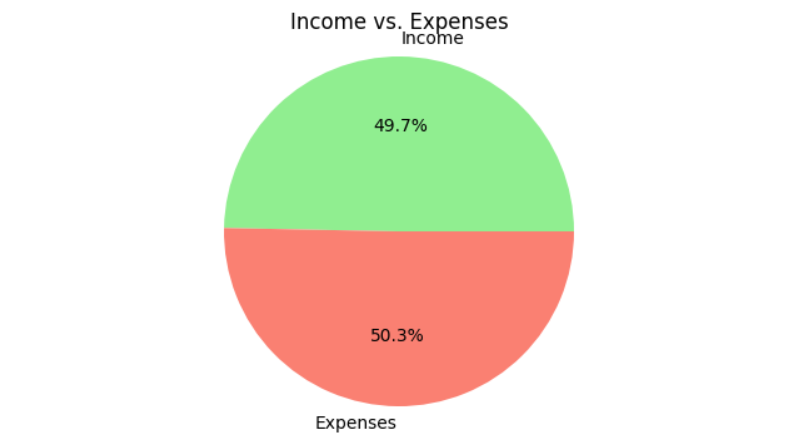 Income vs. Expenses
Income
49.7%
50.3%
Expenses